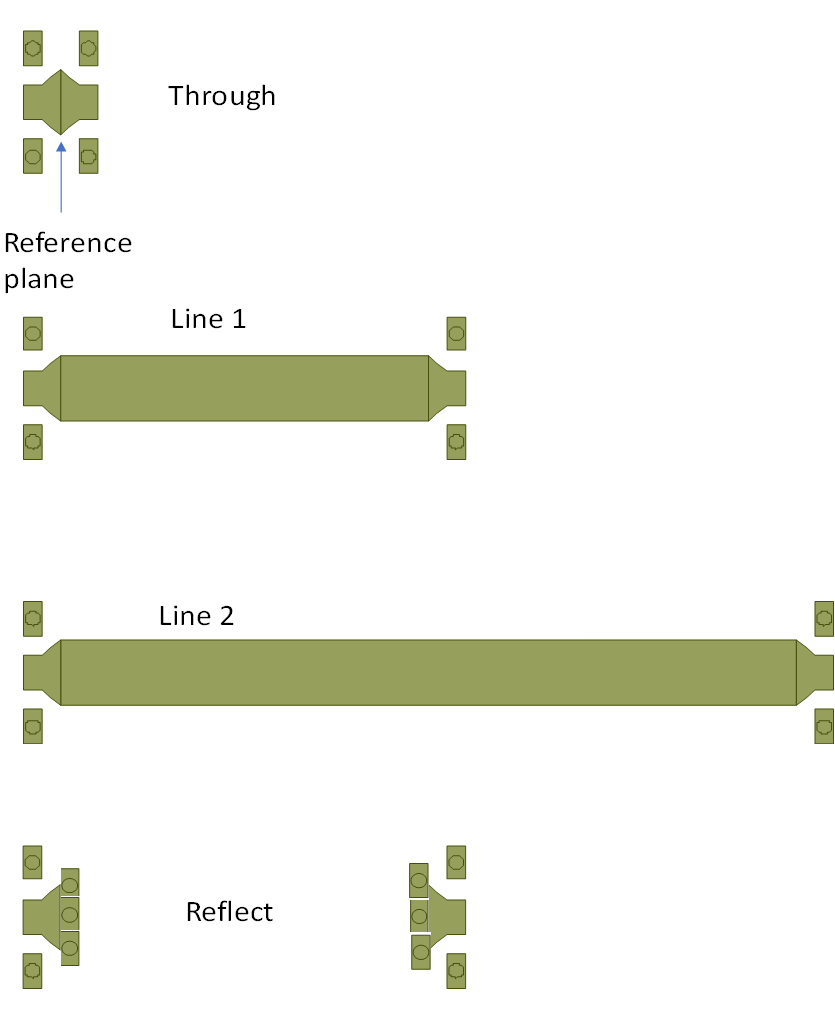 Through
Reference
plane
Line 1
Line 2
Reflect